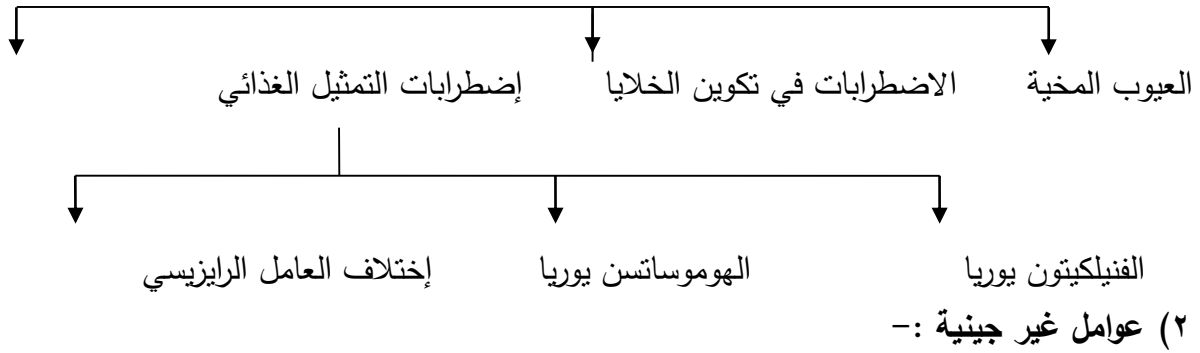 العيوب المخية الاضطرابات في تكوين الخلايا إضطرابات التمثيل الغذائي
الفنيلكيتون يوريا الهوموساتسن يوريا إختلاف العامل الرايزيسي
٢) عوامل غير جينية :-